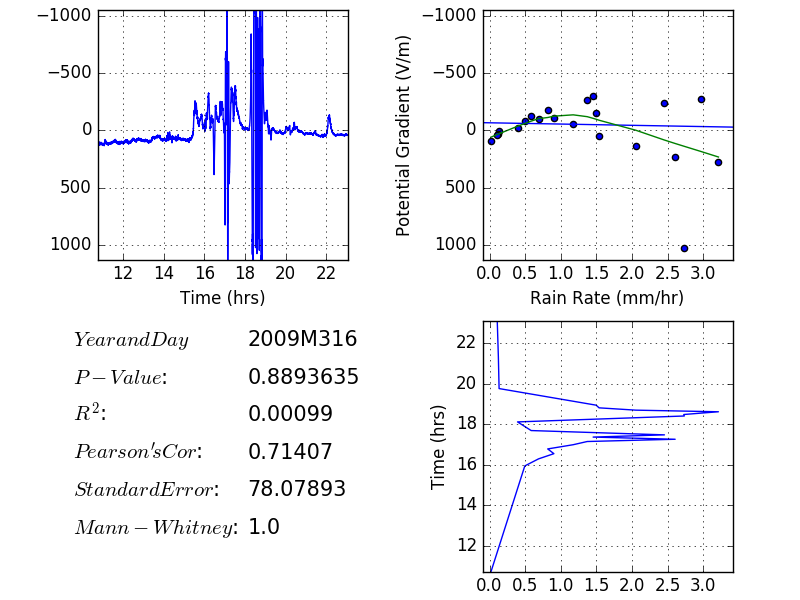 −1000
−500
0
500
1000
12 14 16 18 20 22
Time (hrs)
Potential Gradient (V/m)
−1000
−500
0
500
1000
0.0 0.5 1.0 1.5 2.0 2.5 3.0
Rain Rate (mm/hr)
YearandDay 2009M316
P−Value: 0.8893635
R²: 0.00099
Pearson'sCor: 0.71407
StandardError: 78.07893
Mann−Whitney: 1.0
Time (hrs)
22
20
18
16
14
12
0.0 0.5 1.0 1.5 2.0 2.5 3.0